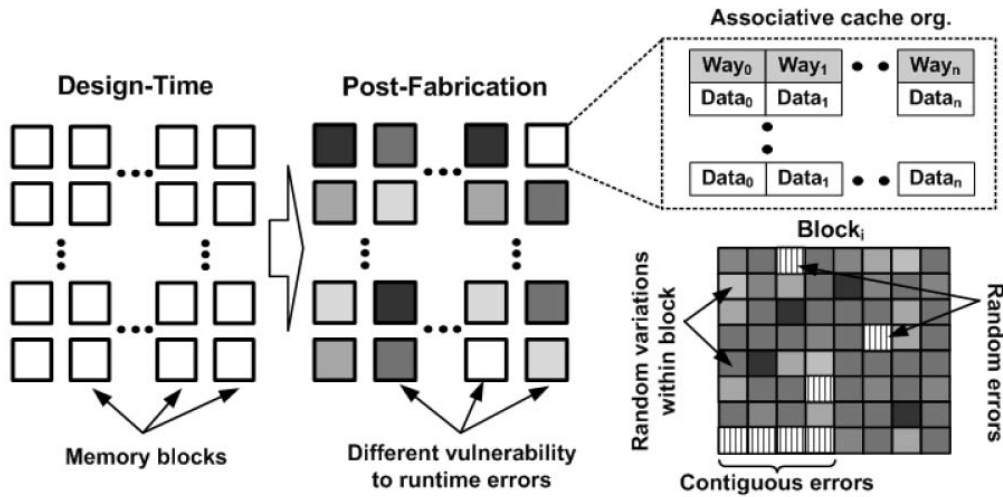 Associative cache org.
Way0 Way1 Wayn
Data0 Data1 Datan
Data0 Data1 Datan
Design-Time
Post-Fabrication
Memory blocks
Different vulnerability
to runtime errors
Blocki
Random variations
within block
Random errors
Contiguous errors